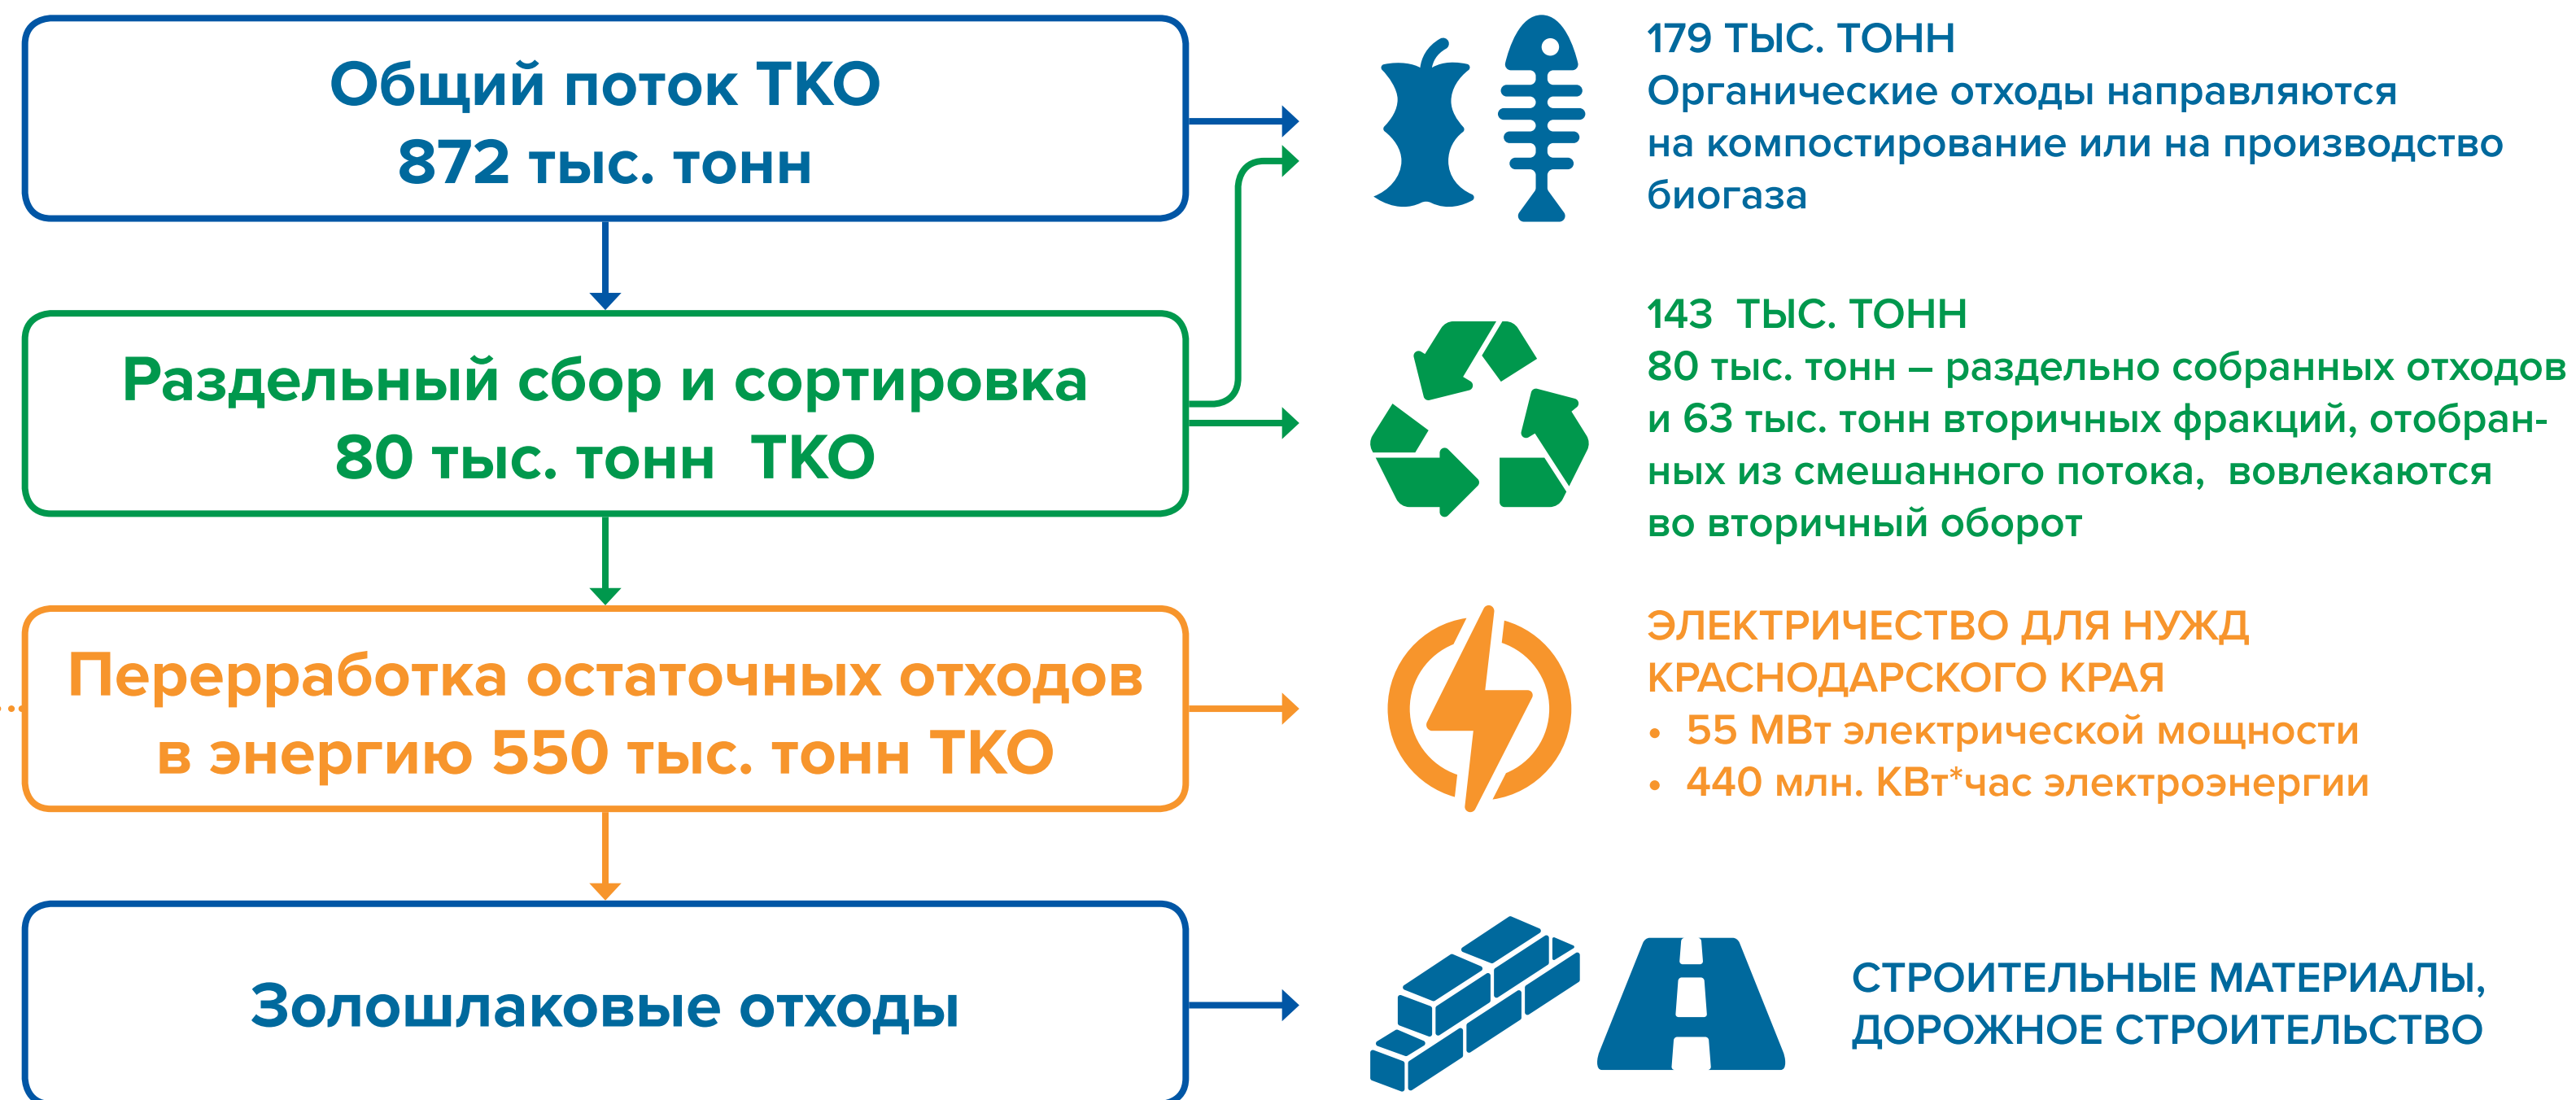 Общий поток ТКО
872 тыс. тонн
179 ТЫС. ТОНН
Органические отходы направляются
на компостирование или на производство
биогаза
Раздельный сбор и сортировка
80 тыс. тонн ТКО
143 ТЫС. ТОНН
80 тыс. тонн – раздельно собранных отходов
и 63 тыс. тонн вторичных фракций, отобран-
ных из смешанного потока, вовлекаются
во вторичный оборот
Перерработка остаточных отходов
в энергию 550 тыс. тонн ТКО
ЭЛЕКТРИЧЕСТВО ДЛЯ НУЖД
КРАСНОДАРСКОГО КРАЯ
• 55 МВт электрической мощности
• 440 млн. КВт*час электроэнергии
Золошлаковые отходы
СТРОИТЕЛЬНЫЕ МАТЕРИАЛЫ,
ДОРОЖНОЕ СТРОИТЕЛЬСТВО